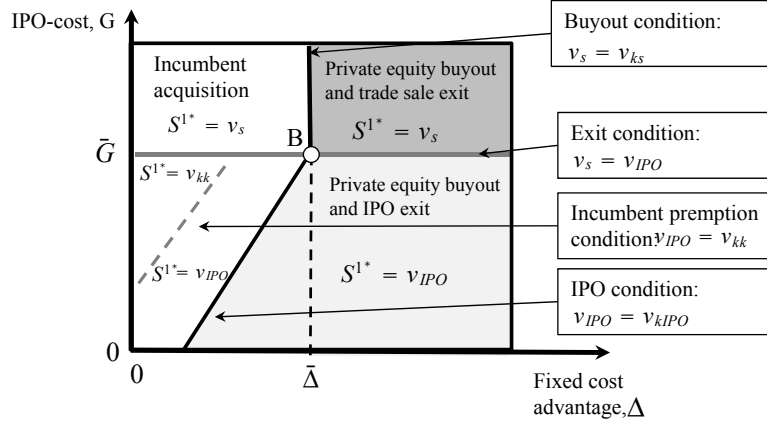 IPO-cost, G
Buyout condition:
v_s = v_ks
Incumbent
acquisition
S^1* = v_s
Private equity buyout
and trade sale exit
S^1* = v_s
B
Exit condition:
v_s = v_IPO
Ḡ
S^1* = v_kk
Private equity buyout
and IPO exit
Incumbent premption
condition: v_IPO = v_kk
S^1* = v_IPO
S^1* = v_IPO
IPO condition:
v_IPO = v_kIPO
0
0
Δ̄
Fixed cost
advantage, Δ